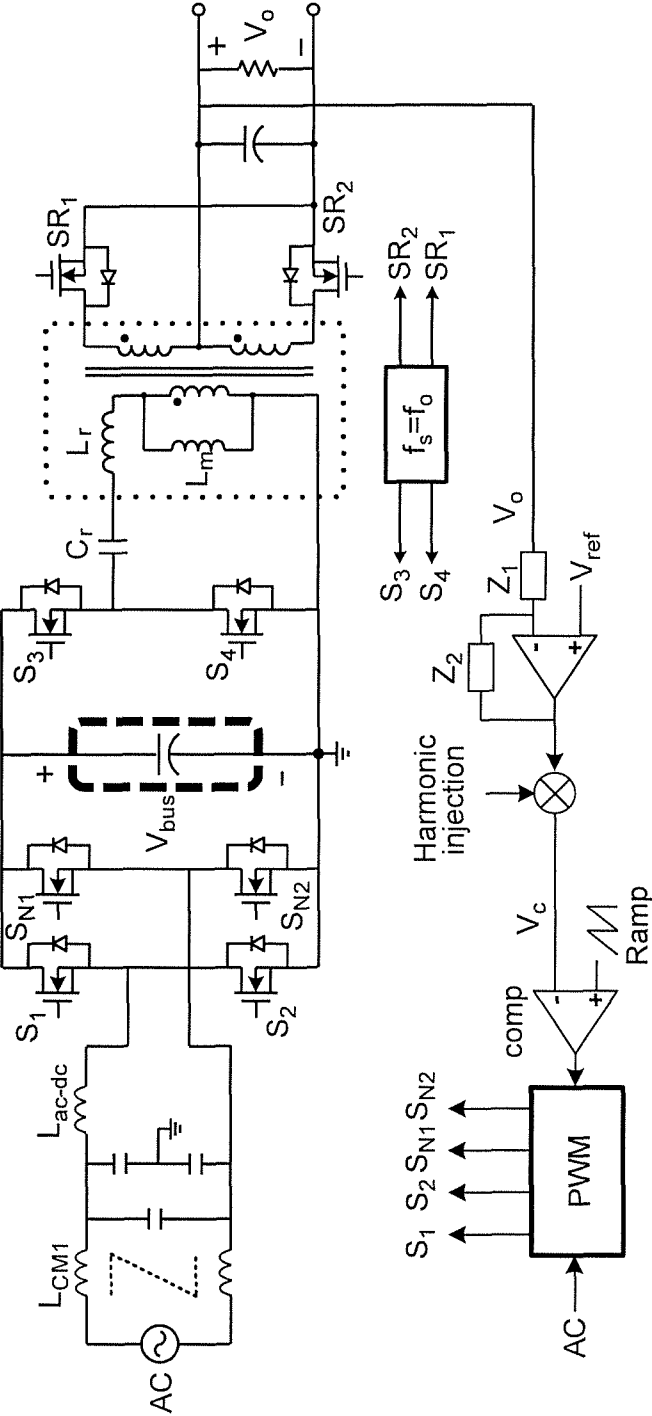 AC
L_CM1
L_ac-dc
S_1
S_2
S_N1
S_N2
+
V_bus
−
S_3
S_4
C_r
L_r
L_m
SR_1
SR_2
+
V_o
−
S_3
S_4
f_s=f_o
SR_2
SR_1
AC
PWM
S_1 S_2 S_N1 S_N2
comp
-
+
Ramp
V_c
Harmonic
injection
Z_2
-
+
Z_1
V_ref
V_o